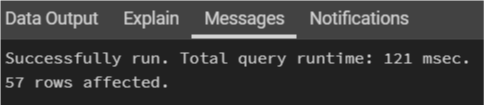 Data Output Explain Messages Notifications
Successfully run. Total query runtime: 121 msec.
57 rows affected.